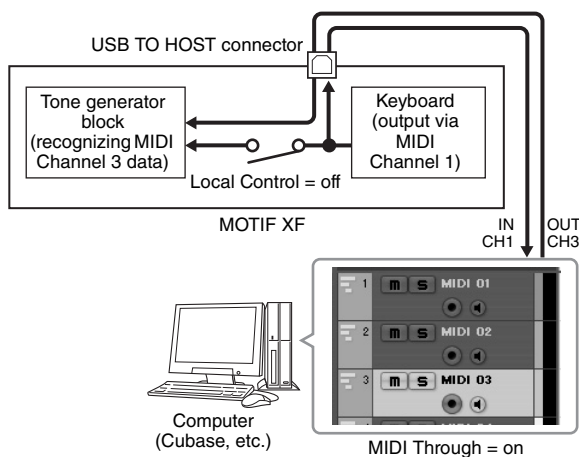 USB TO HOST connector
Tone generator
block
(recognizing MIDI
Channel 3 data)
Keyboard
(output via
MIDI
Channel 1)
Local Control = off
MOTIF XF
IN
CH1
OUT
CH3
1 m S MIDI 01
2 m S MIDI 02
3 m S MIDI 03
Computer
(Cubase, etc.)
MIDI Through = on